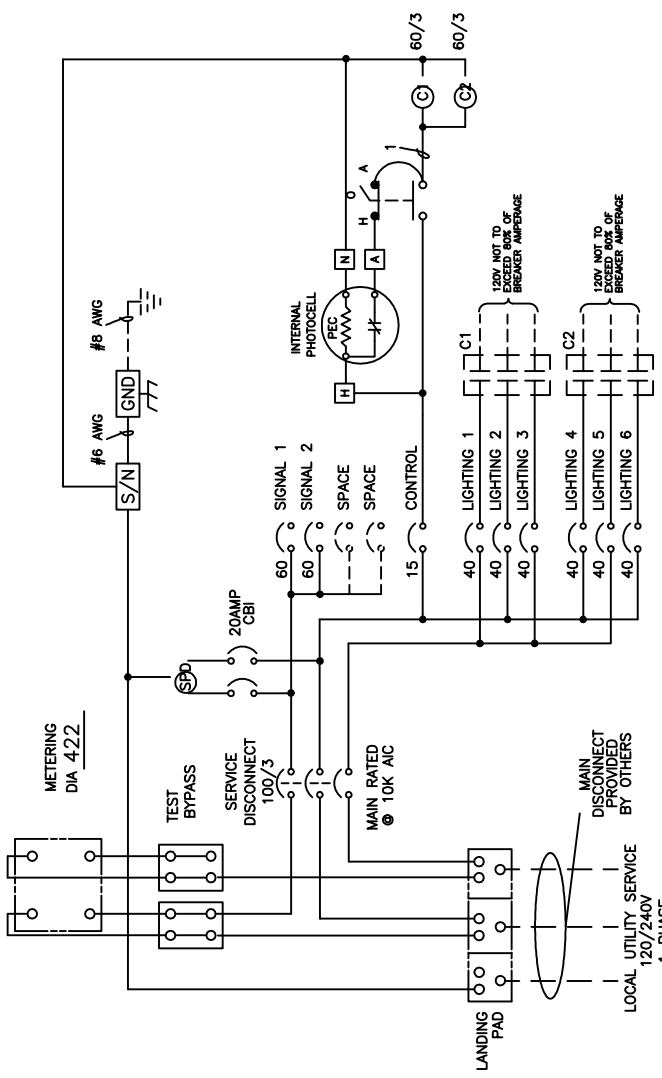 METERING
DIA 422
TEST
BYPASS
SERVICE
DISCONNECT
100/3
MAIN RATED
@ 10K AIC
LANDING
PAD
LOCAL UTILITY SERVICE
120/240V
1 PHASE
MAIN
DISCONNECT
PROVIDED
BY OTHERS
SPD
20AMP
CBI
S/N
#6 AWG
GND
#8 AWG
60 SIGNAL 1
60 SIGNAL 2
SPACE
SPACE
15 CONTROL
40 LIGHTING 1
40 LIGHTING 2
40 LIGHTING 3
40 LIGHTING 4
40 LIGHTING 5
40 LIGHTING 6
INTERNAL
PHOTOCELL
PEC
H
N
A
H
O
A
1
C1
60/3
C2
60/3
C1
120V NOT TO
EXCEED 80% OF
BREAKER AMPERAGE
C2
120V NOT TO
EXCEED 80% OF
BREAKER AMPERAGE